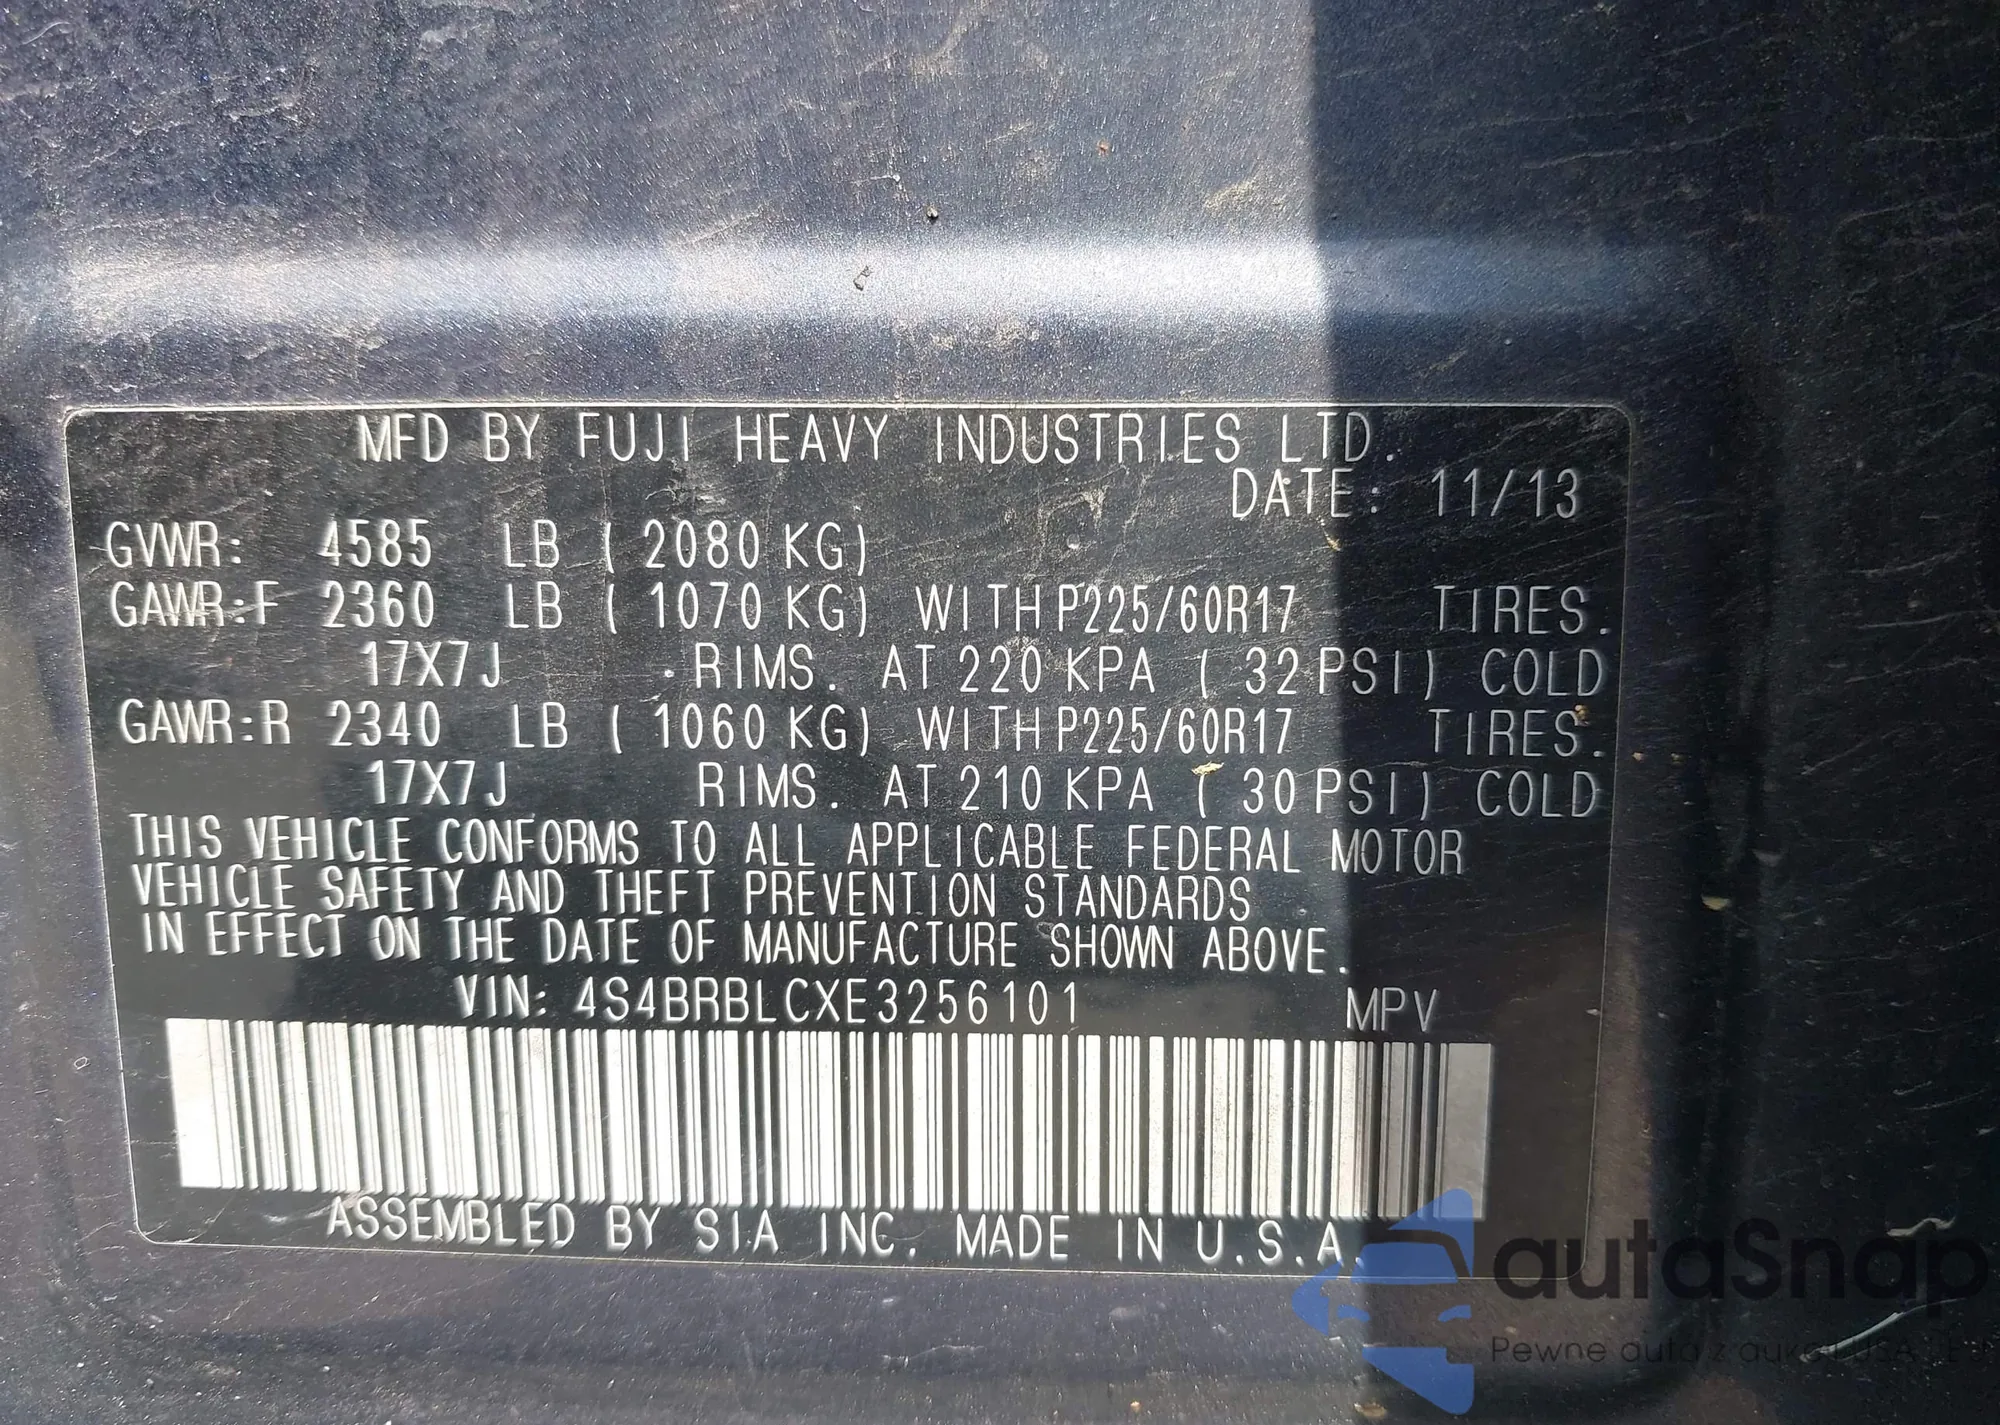 MFD BY FUJI HEAVY INDUSTRIES LTD.
DATE: 11/13
GVWR: 4585 LB ( 2080 KG)
GAWR:F 2360 LB ( 1070 KG) WITH P225/60R17 TIRES.
17X7J RIMS. AT 220 KPA ( 32 PSI) COLD
GAWR:R 2340 LB ( 1060 KG) WITH P225/60R17 TIRES.
17X7J RIMS. AT 210 KPA ( 30 PSI) COLD
THIS VEHICLE CONFORMS TO ALL APPLICABLE FEDERAL MOTOR
VEHICLE SAFETY AND THEFT PREVENTION STANDARDS
IN EFFECT ON THE DATE OF MANUFACTURE SHOWN ABOVE.
VIN: 4S4BRBLCXE3256101 MPV
ASSEMBLED BY SIA INC. MADE IN U.S.A.
autaSnap
Pewne auta z